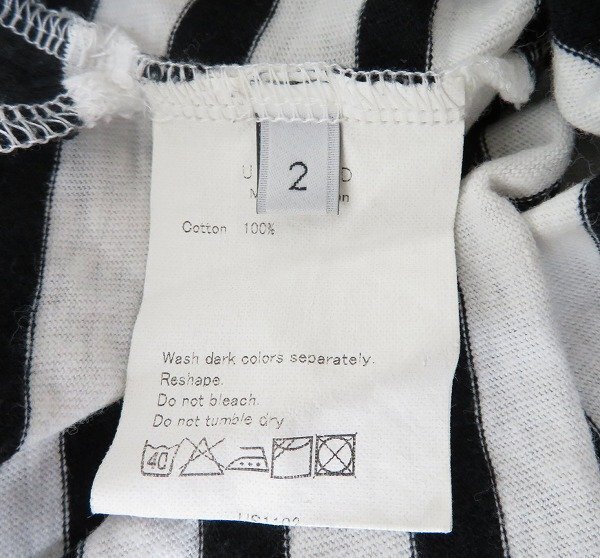 2
Cotton 100%
Wash dark colors separately.
Reshape.
Do not bleach.
Do not tumble dry
40